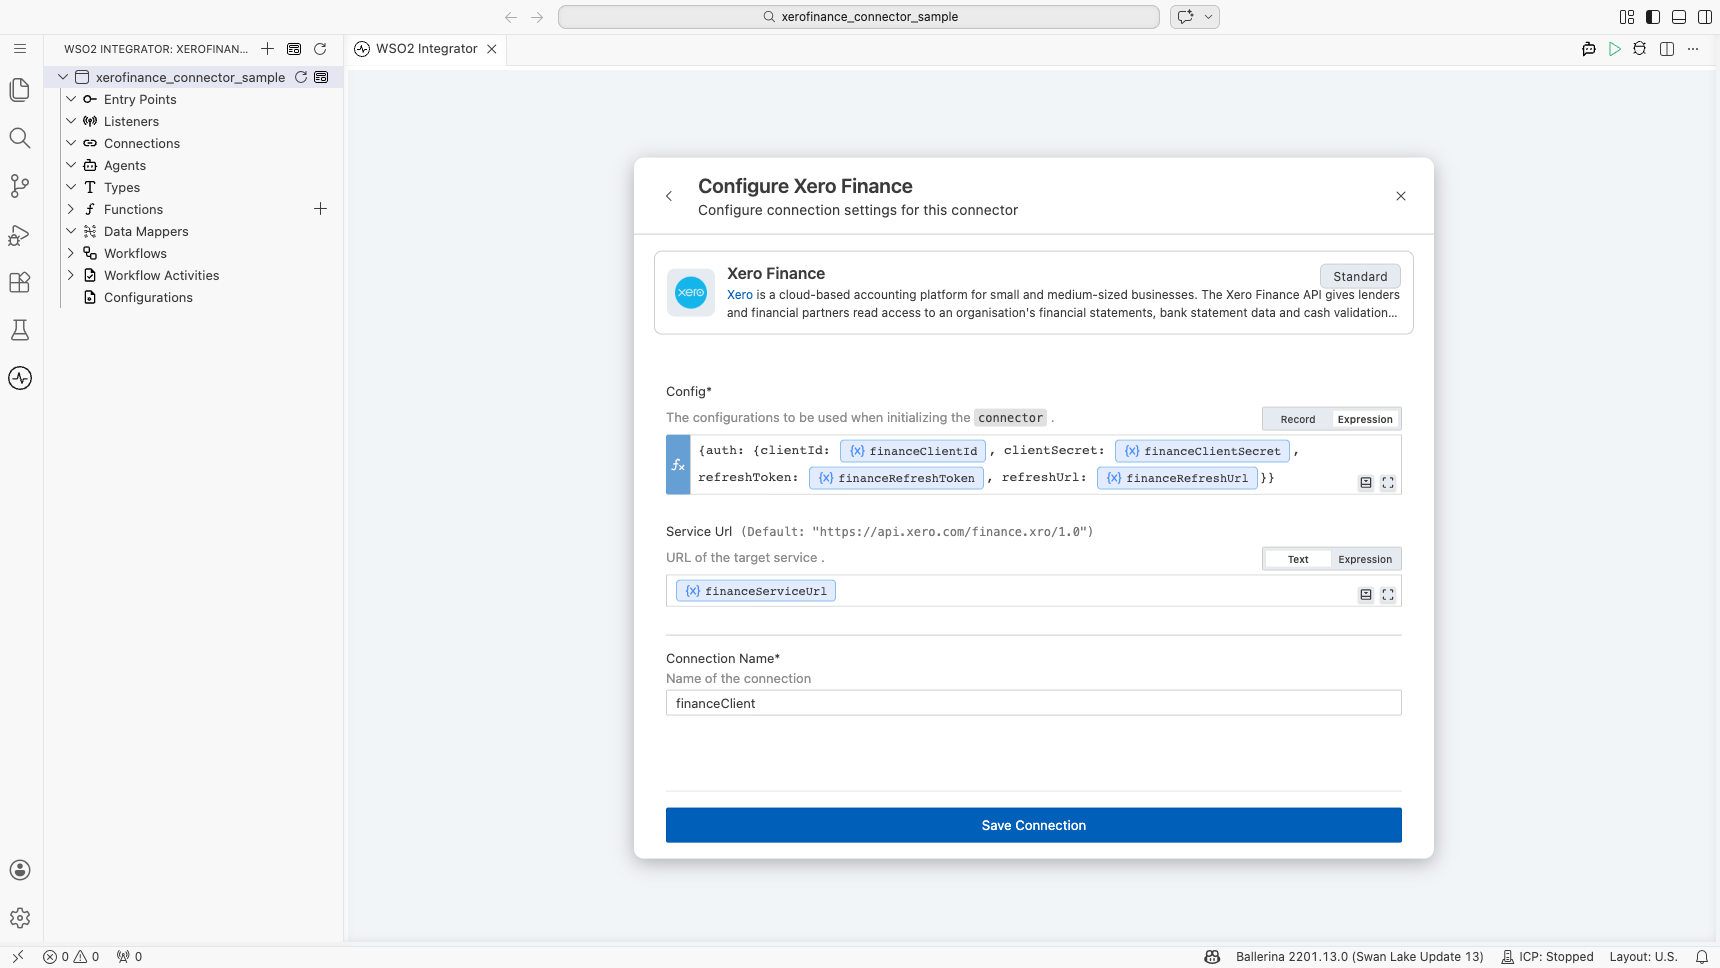 xerofinance_connector_sample
WSO2 INTEGRATOR: XEROFINAN...
WSO2 Integrator
xerofinance_connector_sample
Entry Points
Listeners
Connections
Agents
Types
Functions
Data Mappers
Workflows
Workflow Activities
Configurations
Configure Xero Finance
Configure connection settings for this connector
xero
Xero Finance
Standard
Xero is a cloud-based accounting platform for small and medium-sized businesses. The Xero Finance API gives lenders
and financial partners read access to an organisation's financial statements, bank statement data and cash validation...
Config*
The configurations to be used when initializing the connector .
Record Expression
fx
{auth: {clientId: {x} financeClientId , clientSecret: {x} financeClientSecret ,
refreshToken: {x} financeRefreshToken , refreshUrl: {x} financeRefreshUrl }}
Service Url (Default: "https://api.xero.com/finance.xro/1.0")
URL of the target service .
Text Expression
{x} financeServiceUrl
Connection Name*
Name of the connection
financeClient
Save Connection
0 0 0
Ballerina 2201.13.0 (Swan Lake Update 13) ICP: Stopped Layout: U.S.